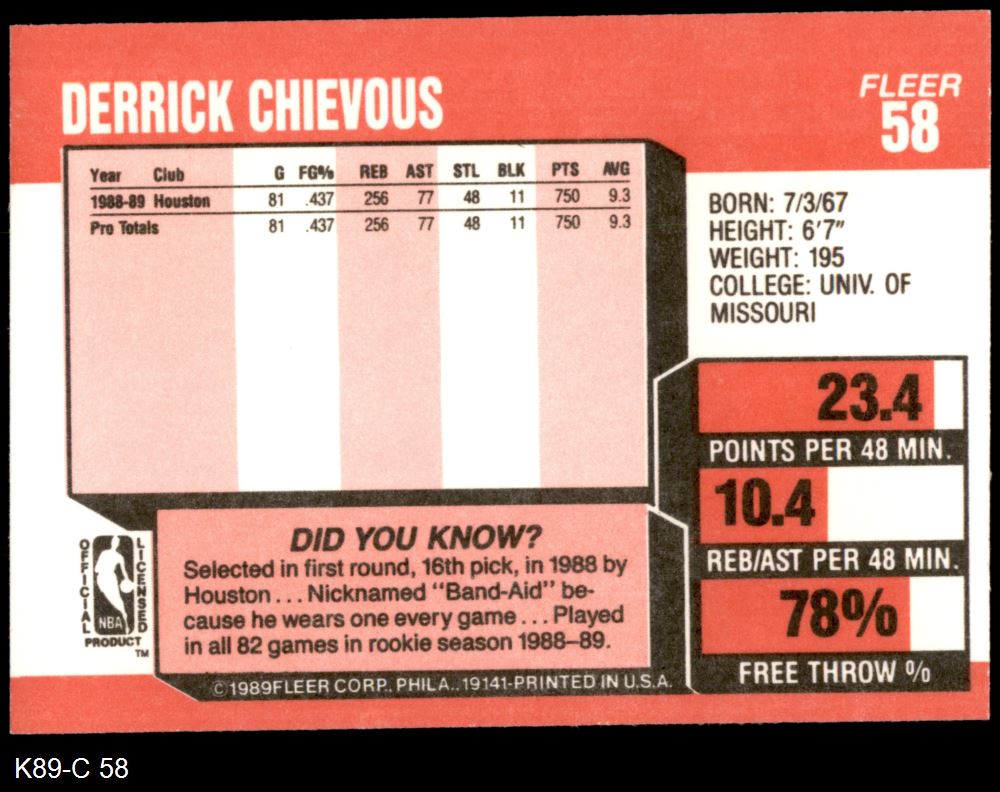 DERRICK CHIEVOUS
FLEER
58
Year Club G FG% REB AST STL BLK PTS AVG
1988-89 Houston 81 .437 256 77 48 11 750 9.3
Pro Totals 81 .437 256 77 48 11 750 9.3
BORN: 7/3/67
HEIGHT: 6'7"
WEIGHT: 195
COLLEGE: UNIV. OF
MISSOURI
23.4
POINTS PER 48 MIN.
10.4
REB/AST PER 48 MIN.
78%
FREE THROW %
DID YOU KNOW?
Selected in first round, 16th pick, in 1988 by
Houston . . . Nicknamed "Band-Aid" be-
cause he wears one every game . . . Played
in all 82 games in rookie season 1988–89.
OFFICIAL
LICENSED
NBA
PRODUCT
TM
© 1989 FLEER CORP., PHILA., 19141-PRINTED IN U.S.A.
K89-C 58